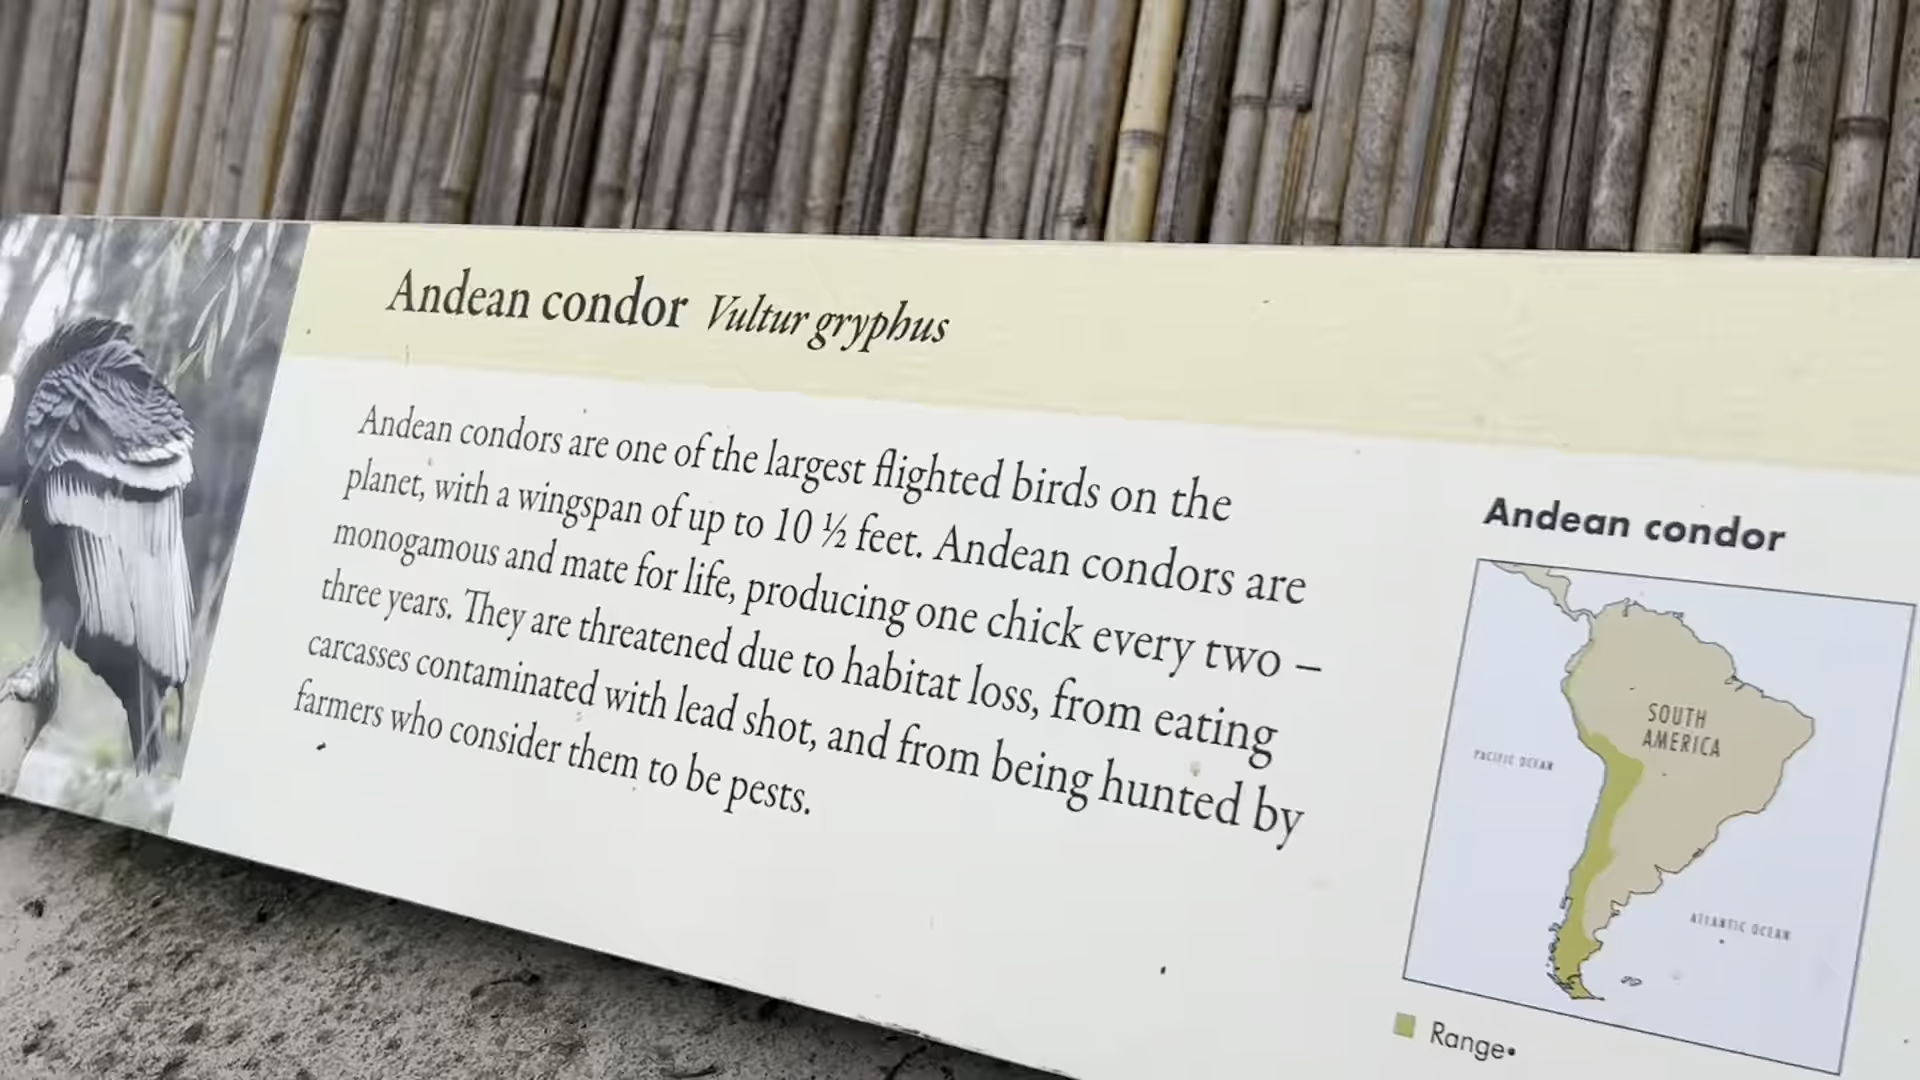 Andean condor Vultur gryphus
Andean condors are one of the largest flighted birds on the
planet, with a wingspan of up to 10 ½ feet. Andean condors are
monogamous and mate for life, producing one chick every two –
three years. They are threatened due to habitat loss, from eating
carcasses contaminated with lead shot, and from being hunted by
farmers who consider them to be pests.
Andean condor
SOUTH
AMERICA
PACIFIC OCEAN
ATLANTIC OCEAN
Range